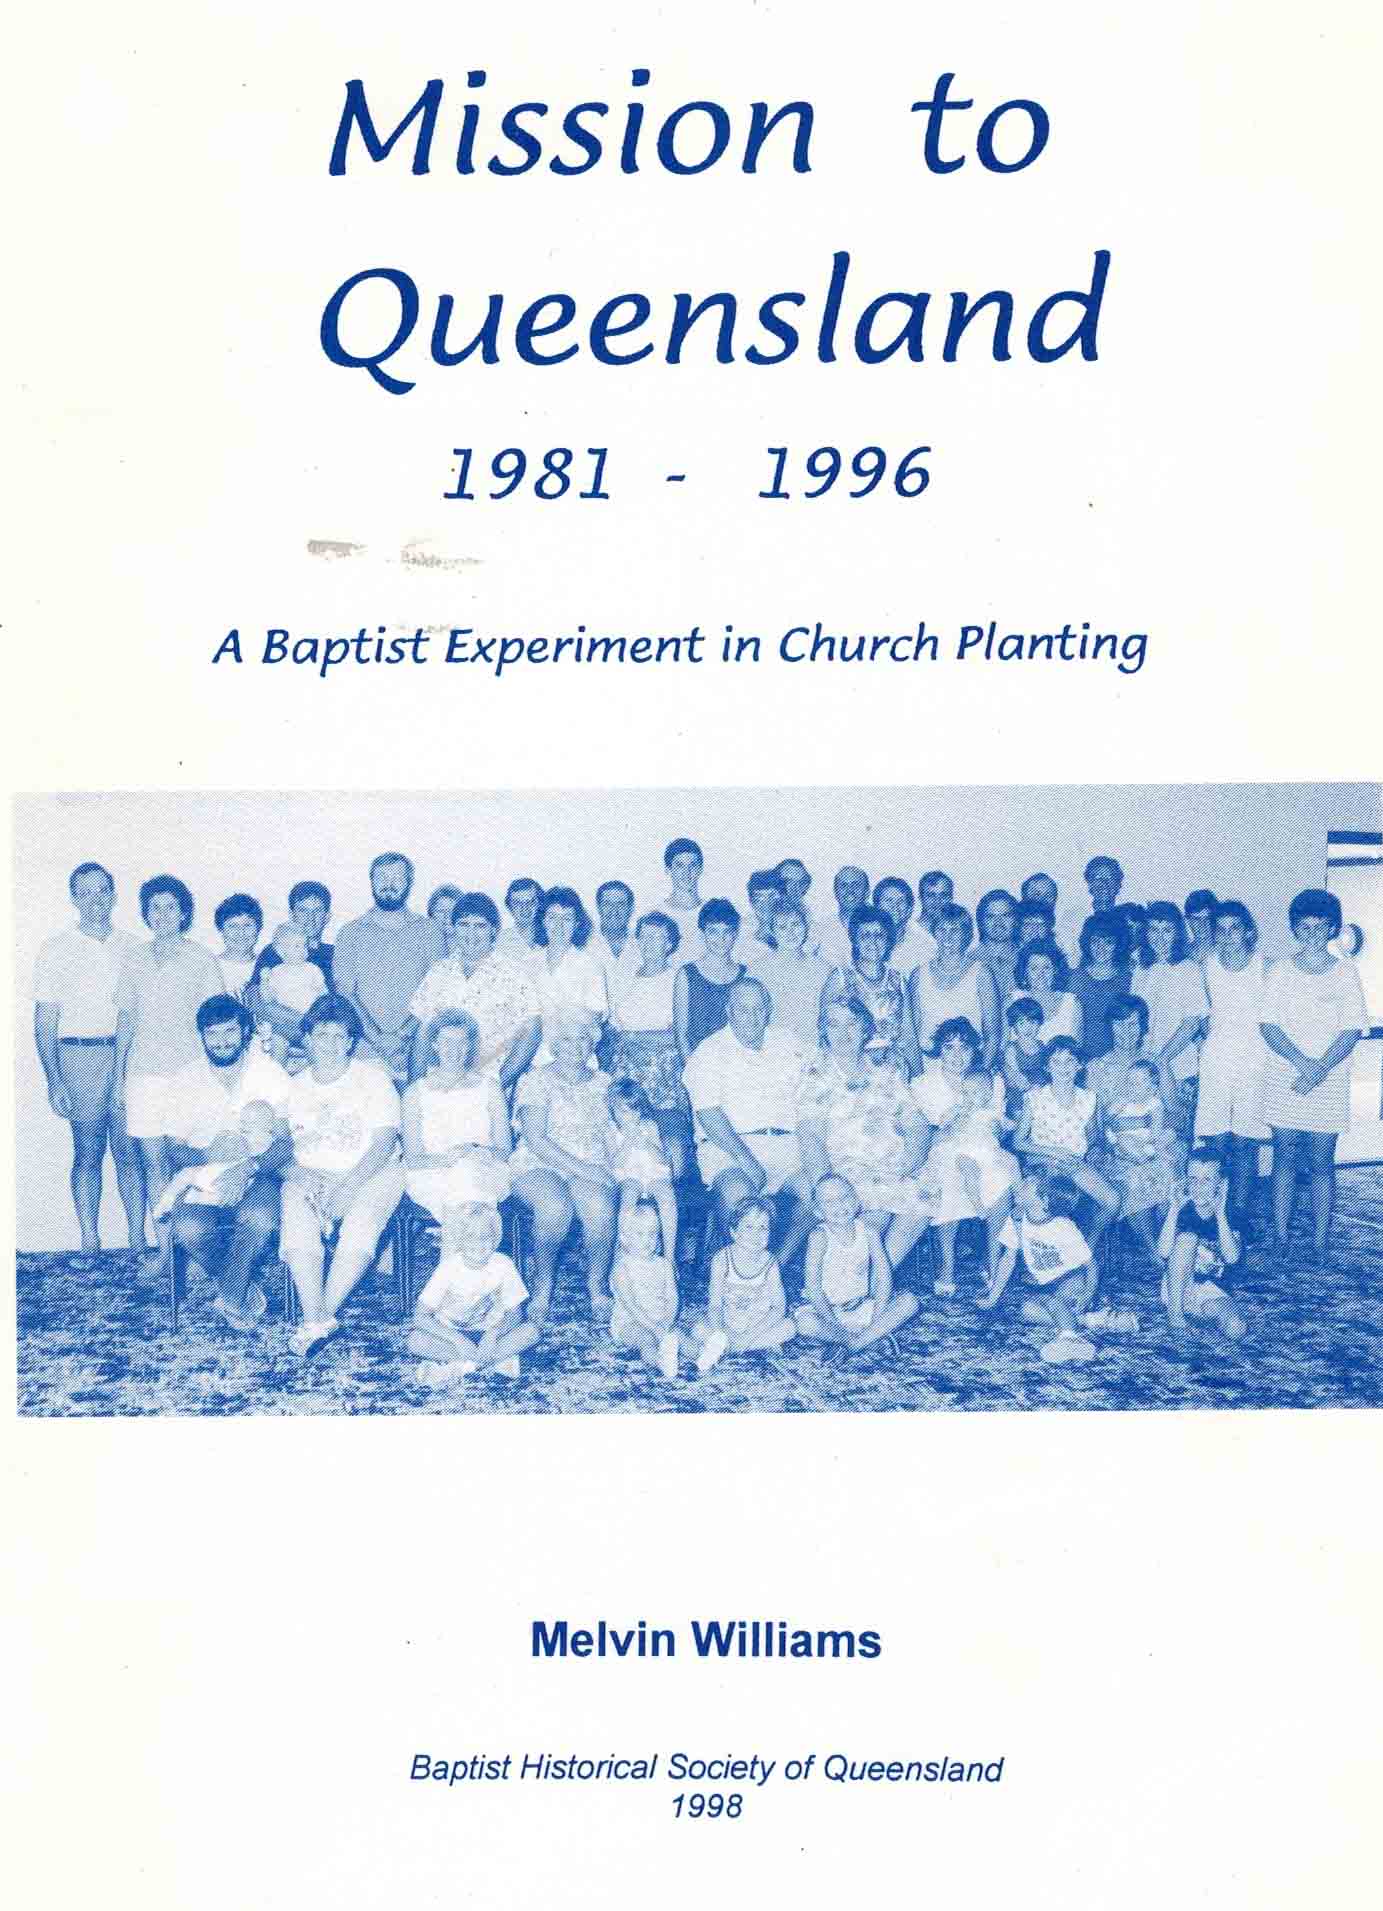 Mission to
Queensland
1981 - 1996
A Baptist Experiment in Church Planting
Melvin Williams
Baptist Historical Society of Queensland
1998